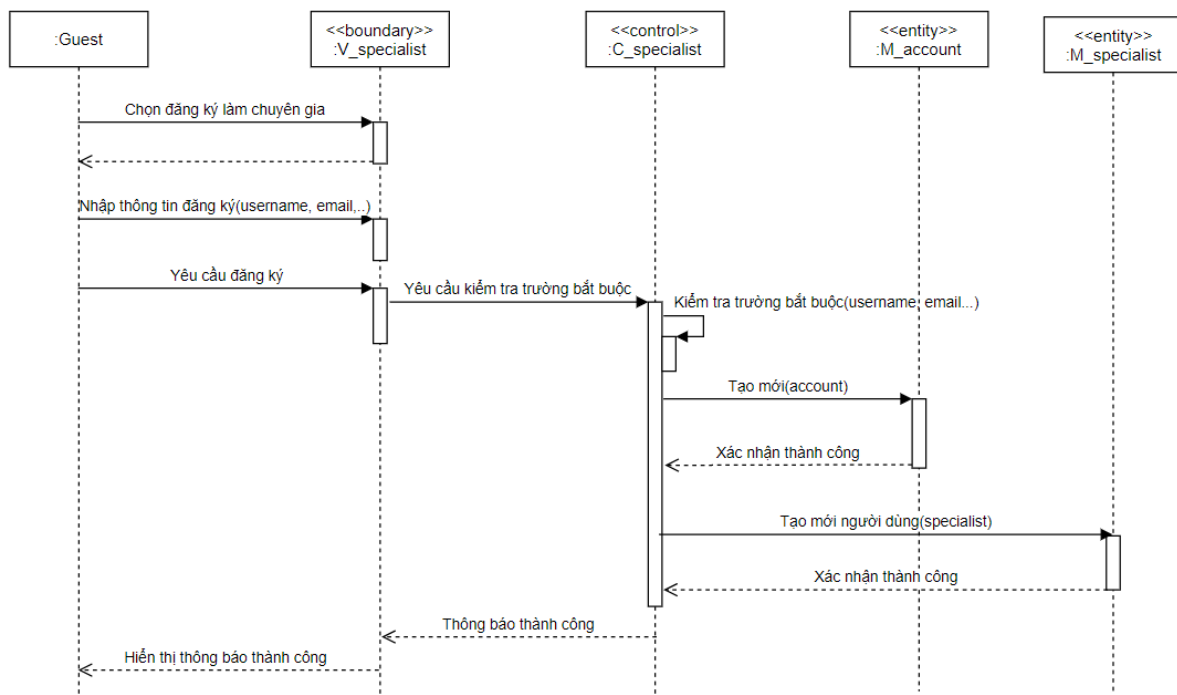 :Guest
<<boundary>>
:V_specialist
<<control>>
:C_specialist
<<entity>>
:M_account
<<entity>>
:M_specialist
Chọn đăng ký làm chuyên gia
Nhập thông tin đăng ký(username, email,..)
Yêu cầu đăng ký
Yêu cầu kiểm tra trường bắt buộc
Kiểm tra trường bắt buộc(username, email...)
Tạo mới(account)
Xác nhận thành công
Tạo mới người dùng(specialist)
Xác nhận thành công
Thông báo thành công
Hiển thị thông báo thành công